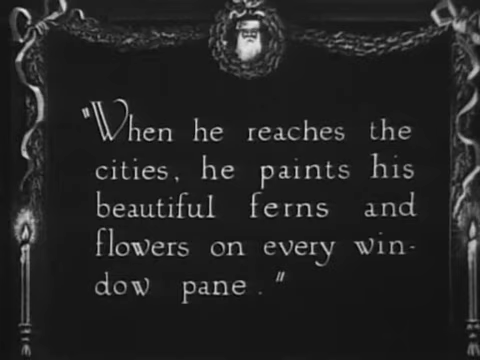 "When he reaches the
cities, he paints his
beautiful ferns and
flowers on every win-
dow pane."